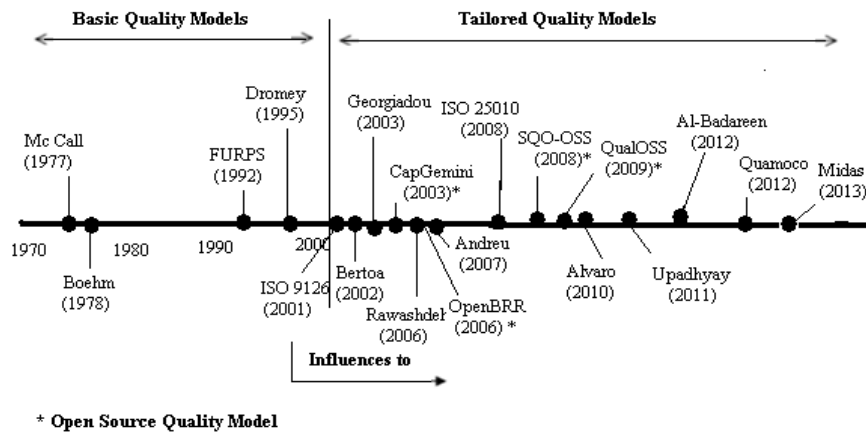 Basic Quality Models
Tailored Quality Models
Mc Call
(1977)
Boehm
(1978)
FURPS
(1992)
Dromey
(1995)
ISO 9126
(2001)
Bertoa
(2002)
Georgiadou
(2003)
CapGemini
(2003)*
Rawashdeh
(2006)
OpenBRR
(2006) *
Andreu
(2007)
ISO 25010
(2008)
SQO-OSS
(2008)*
QualOSS
(2009)*
Alvaro
(2010)
Upadhyay
(2011)
Al-Badareen
(2012)
Quamoco
(2012)
Midas
(2013)
1970
1980
1990
2000
Influences to
* Open Source Quality Model